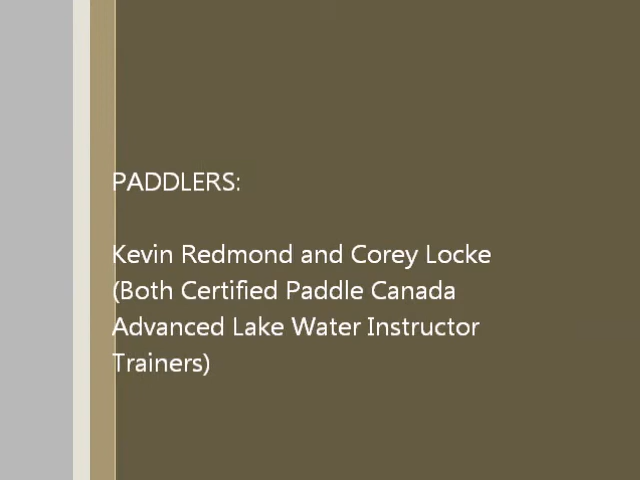 PADDLERS:
Kevin Redmond and Corey Locke
(Both Certified Paddle Canada
Advanced Lake Water Instructor
Trainers)